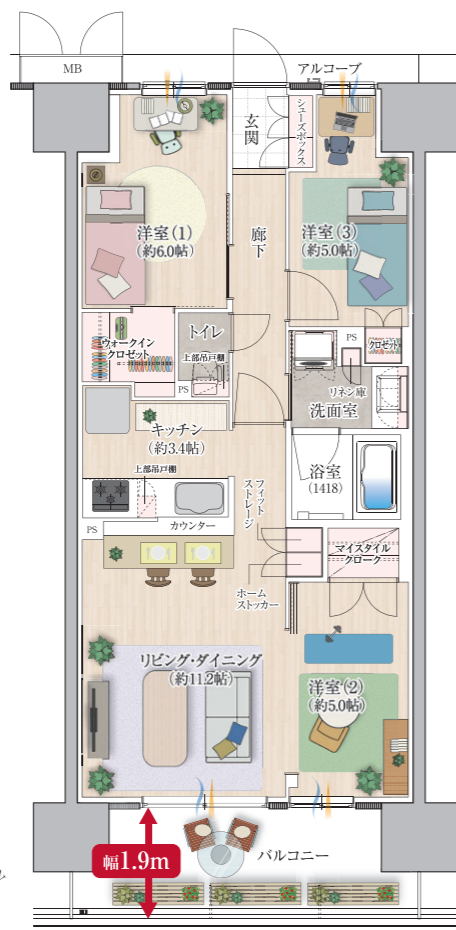 MB
アルコーブ
玄関
シューズボックス
洋室(1)
(約6.0帖)
廊下
洋室(3)
(約5.0帖)
ウォークイン
クロゼット
トイレ
上部吊戸棚
PS
PS
クロゼット
リネン庫
洗面室
キッチン
(約3.4帖)
上部吊戸棚
浴室
(1418)
フィット
ストレージ
PS
カウンター
マイスタイル
クローク
ホーム
ストッカー
リビング・ダイニング
(約11.2帖)
洋室(2)
(約5.0帖)
幅1.9m
バルコニー